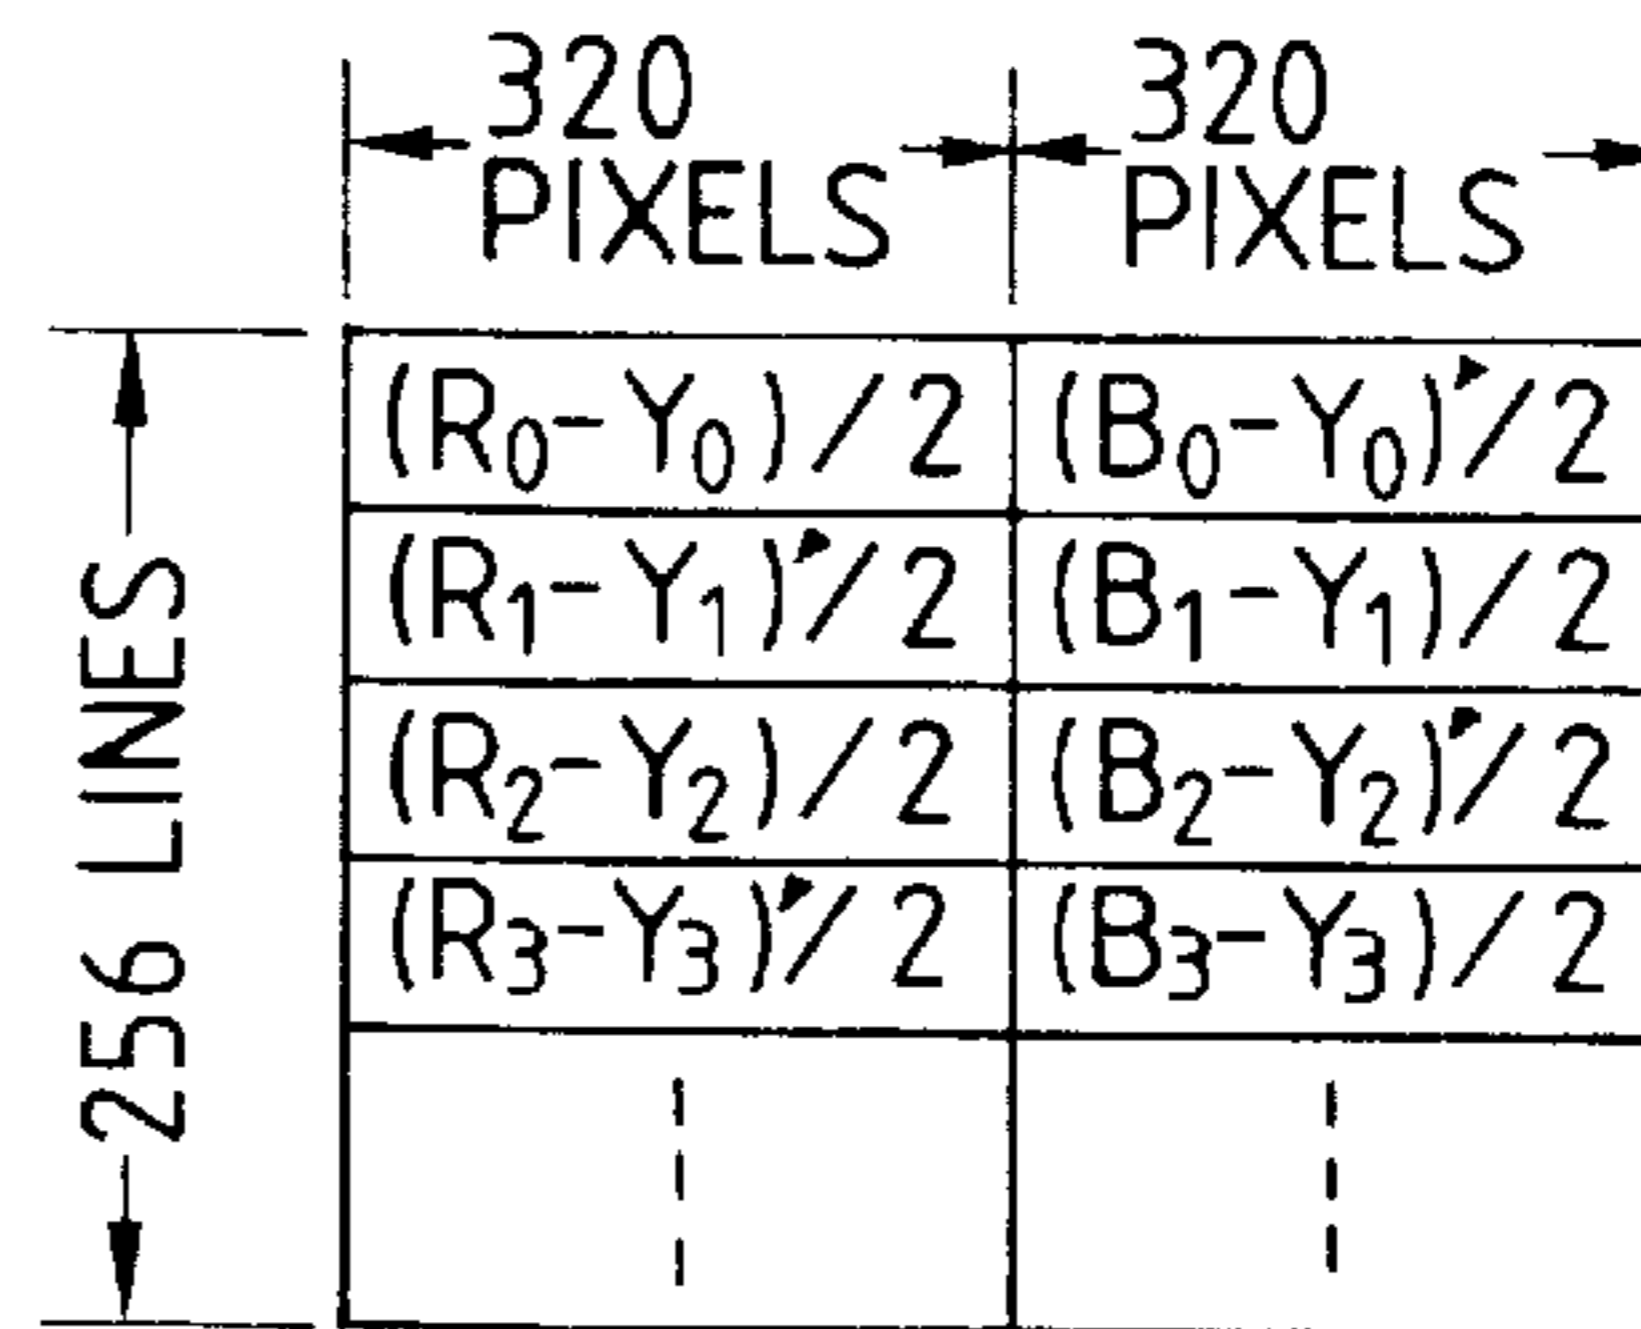 320 PIXELS 320 PIXELS
256 LINES
(R₀-Y₀)/2 (B₀-Y₀)'/2
(R₁-Y₁)'/2 (B₁-Y₁)/2
(R₂-Y₂)/2 (B₂-Y₂)'/2
(R₃-Y₃)'/2 (B₃-Y₃)/2